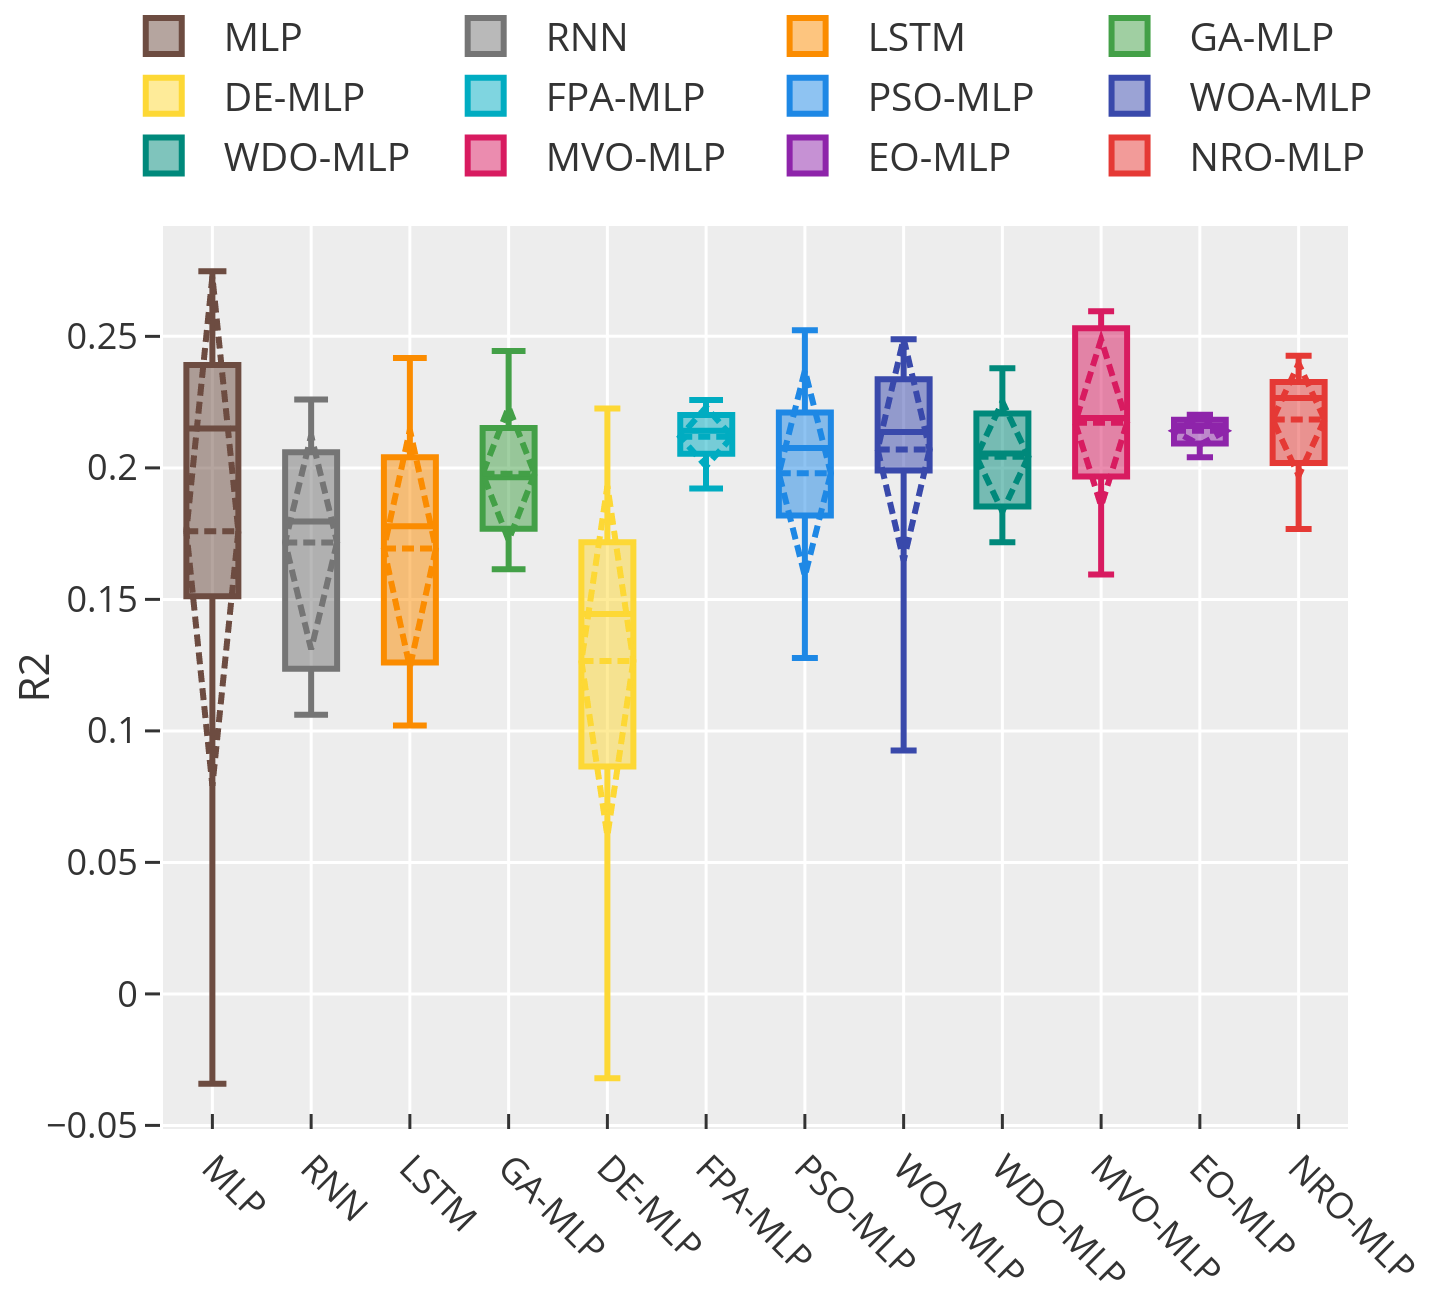 MLP RNN LSTM GA-MLP
DE-MLP FPA-MLP PSO-MLP WOA-MLP
WDO-MLP MVO-MLP EO-MLP NRO-MLP
R2
0.25
0.2
0.15
0.1
0.05
0
−0.05
MLP RNN LSTM GA-MLP DE-MLP FPA-MLP PSO-MLP WOA-MLP WDO-MLP MVO-MLP EO-MLP NRO-MLP